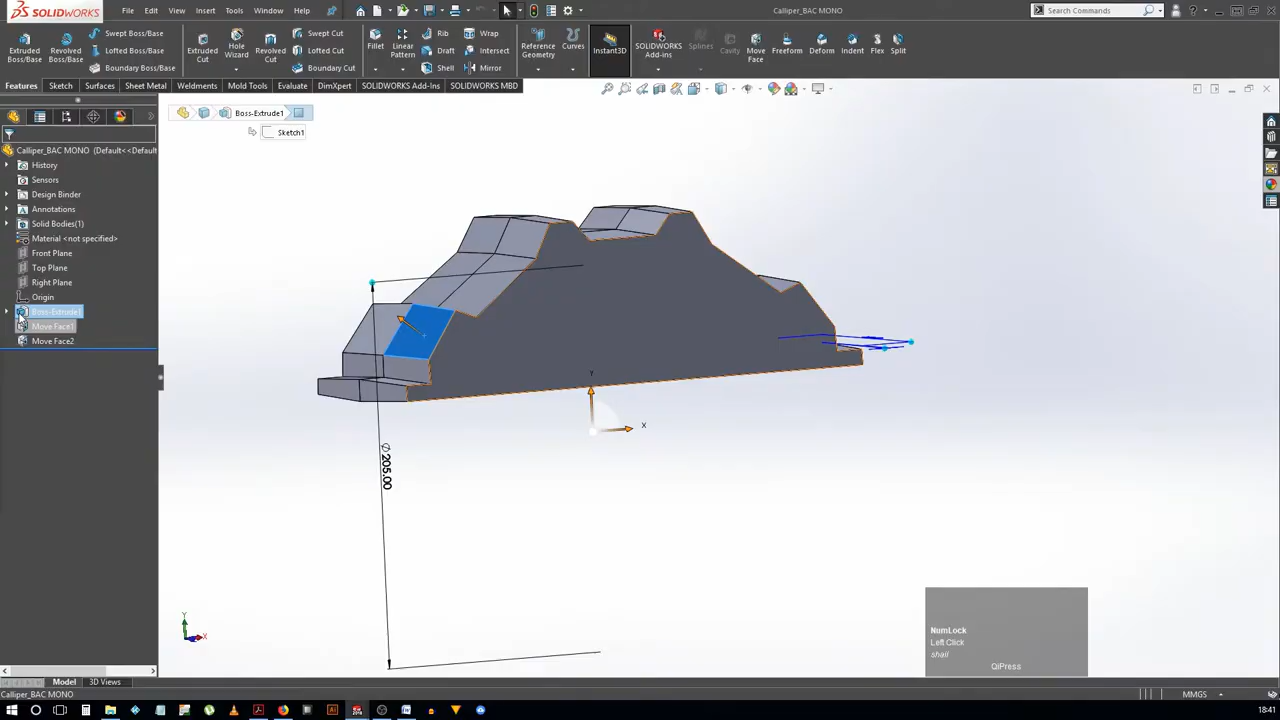 SOLIDWORKS
File Edit View Insert Tools Window Help
Calliper_BAC MONO
Search Commands
Extruded Boss/Base
Revolved Boss/Base
Swept Boss/Base
Lofted Boss/Base
Boundary Boss/Base
Extruded Cut
Hole Wizard
Revolved Cut
Swept Cut
Lofted Cut
Boundary Cut
Fillet
Linear Pattern
Rib
Draft
Shell
Wrap
Intersect
Mirror
Reference Geometry
Curves
Instant3D
SOLIDWORKS Add-ins
Splines
Cavity
Move Face
Freeform
Deform
Indent
Flex
Split
Features Sketch Surfaces Sheet Metal Weldments Mold Tools Evaluate DimXpert SOLIDWORKS Add-Ins SOLIDWORKS MBD
Boss-Extrude1
Sketch1
Calliper_BAC MONO (Default<<Default
History
Sensors
Design Binder
Annotations
Solid Bodies(1)
Material <not specified>
Front Plane
Top Plane
Right Plane
Origin
Boss-Extrude1
Move Face1
Move Face2
Y
X
∅205.00
Y
X
NumLock
Left Click
shail
QiPress
Model 3D Views
Calliper_BAC MONO
MMGS
18:41